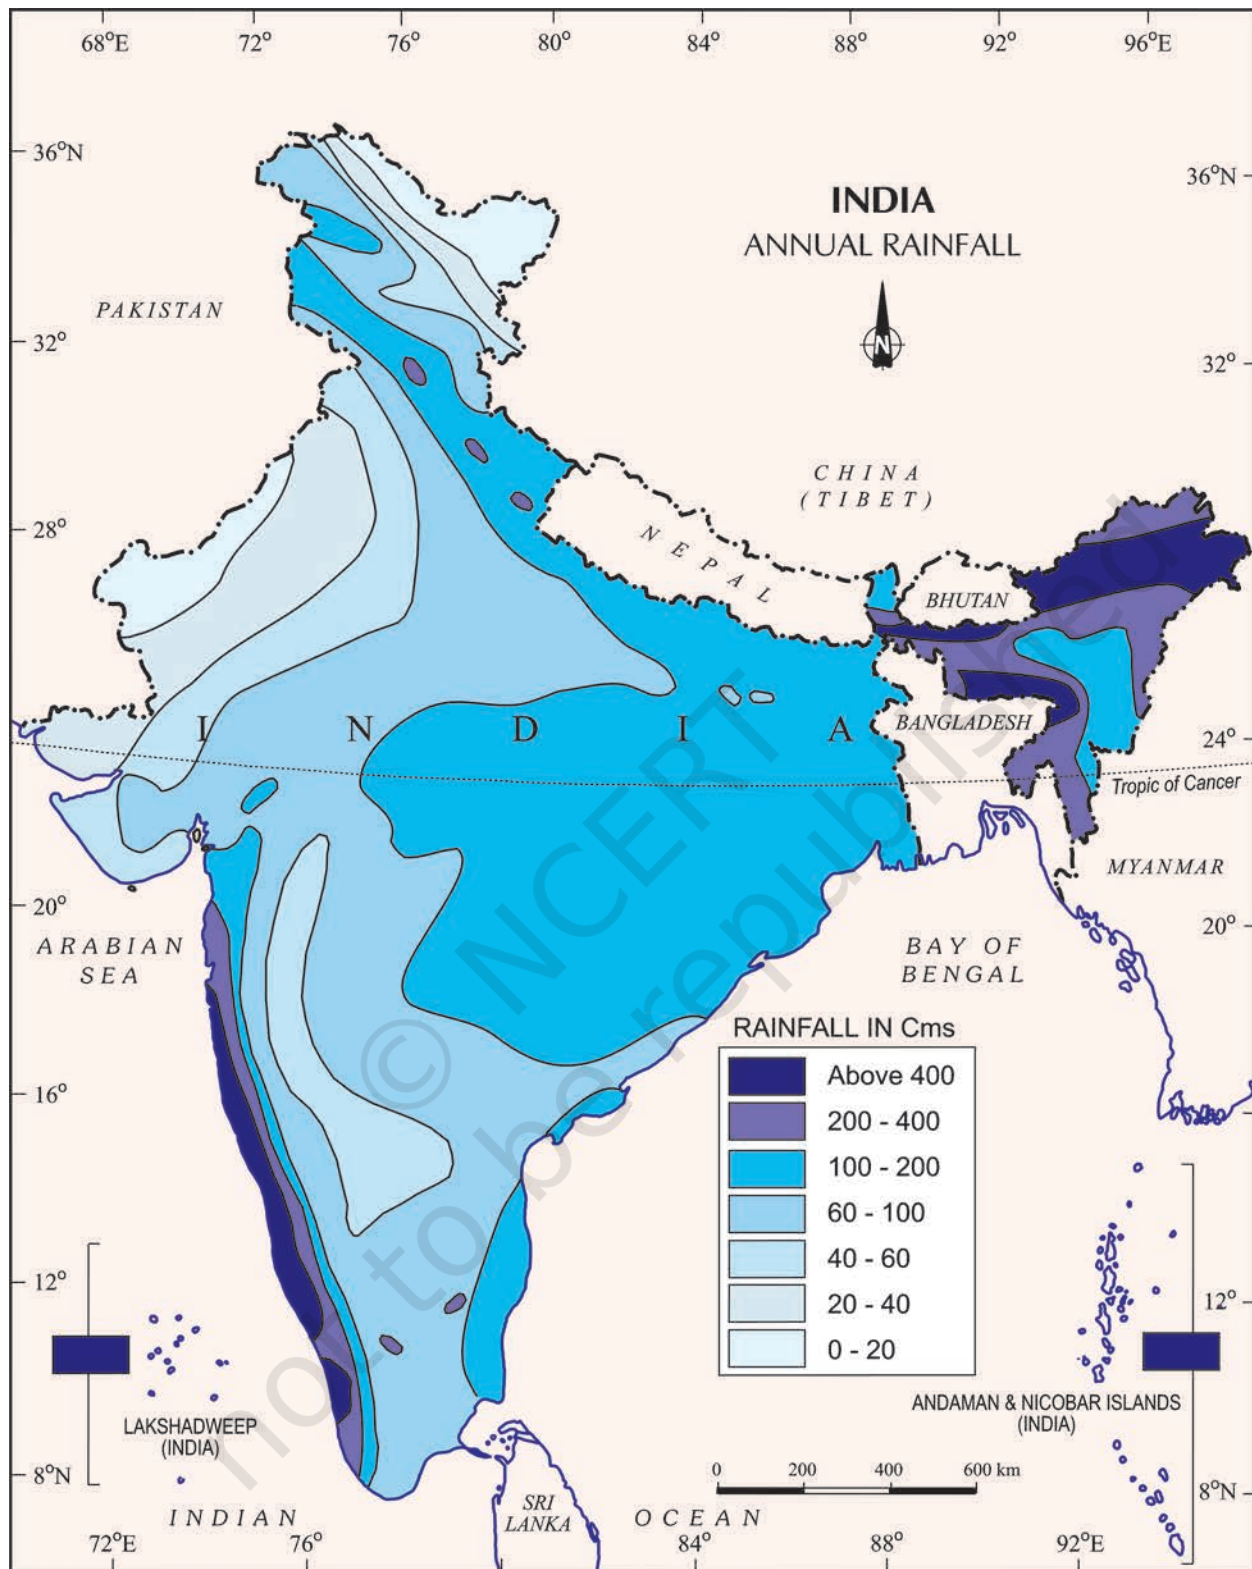 68°E 72° 76° 80° 84° 88° 92° 96°E
36°N
36°N
INDIA
ANNUAL RAINFALL
N
PAKISTAN
32°
32°
CHINA
(TIBET)
28°
28°
NEPAL
BHUTAN
INDIA
BANGLADESH
24°
Tropic of Cancer
MYANMAR
20°
20°
ARABIAN
SEA
BAY OF
BENGAL
RAINFALL IN Cms
Above 400
200 - 400
100 - 200
60 - 100
40 - 60
20 - 40
0 - 20
16°
12°
12°
LAKSHADWEEP
(INDIA)
ANDAMAN & NICOBAR ISLANDS
(INDIA)
8°N
8°N
0 200 400 600 km
SRI
LANKA
INDIAN OCEAN
72°E 76° 84° 88° 92°E
© NCERT
not to be republished